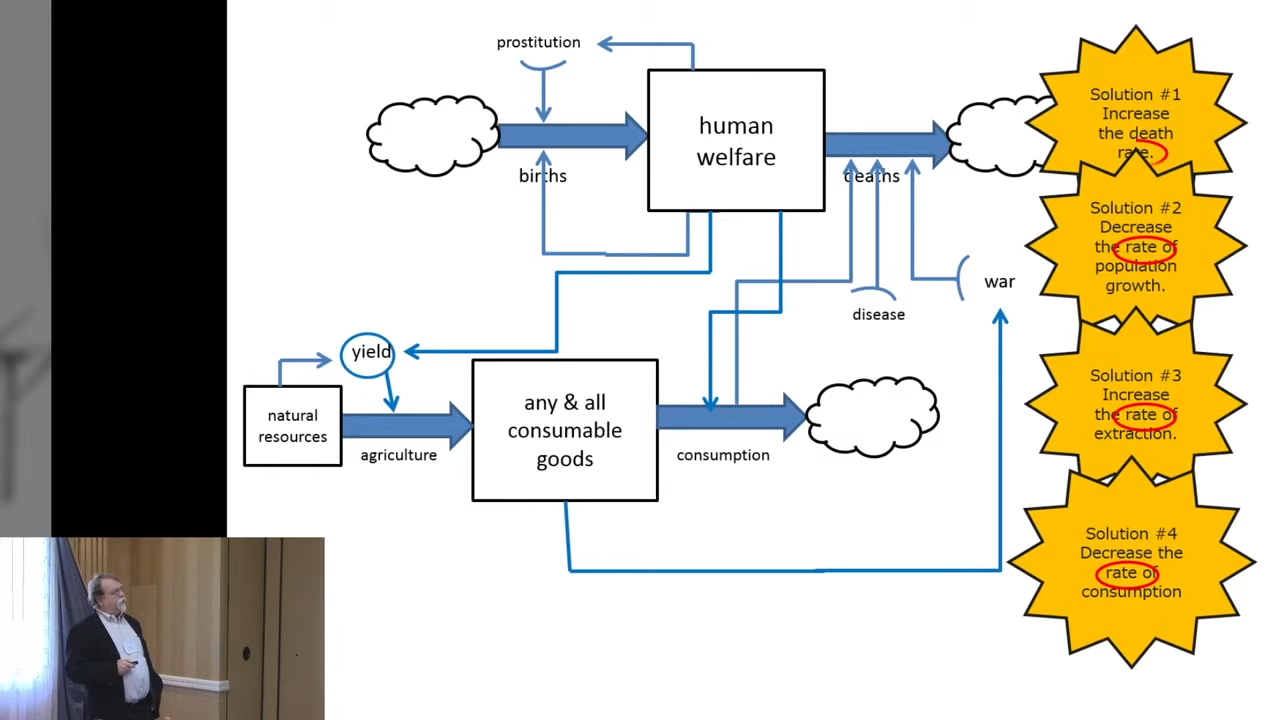 prostitution
human
welfare
births
deaths
disease
war
yield
natural
resources
agriculture
any & all
consumable
goods
consumption
Solution #1
Increase
the death
rate.
Solution #2
Decrease
the rate of
population
growth.
Solution #3
Increase
the rate of
extraction.
Solution #4
Decrease the
rate of
consumption